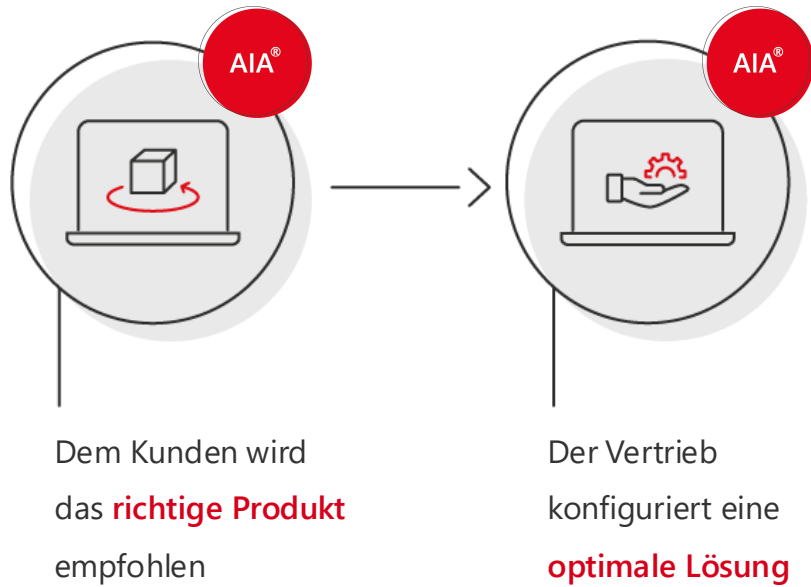 AIA®
AIA®
Dem Kunden wird
das richtige Produkt
empfohlen
Der Vertrieb
konfiguriert eine
optimale Lösung